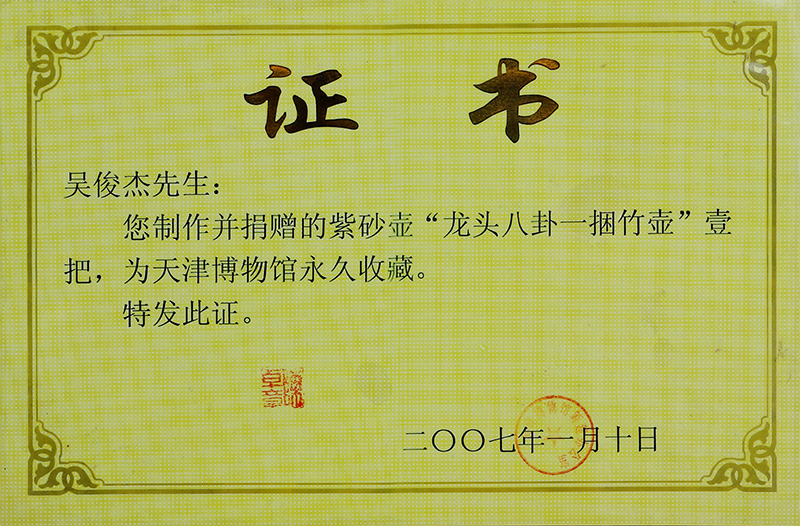 证 书
吴俊杰先生：
您制作并捐赠的紫砂壶“龙头八卦一捆竹壶”壹
把，为天津博物馆永久收藏。
特发此证。
二〇〇七年一月十日